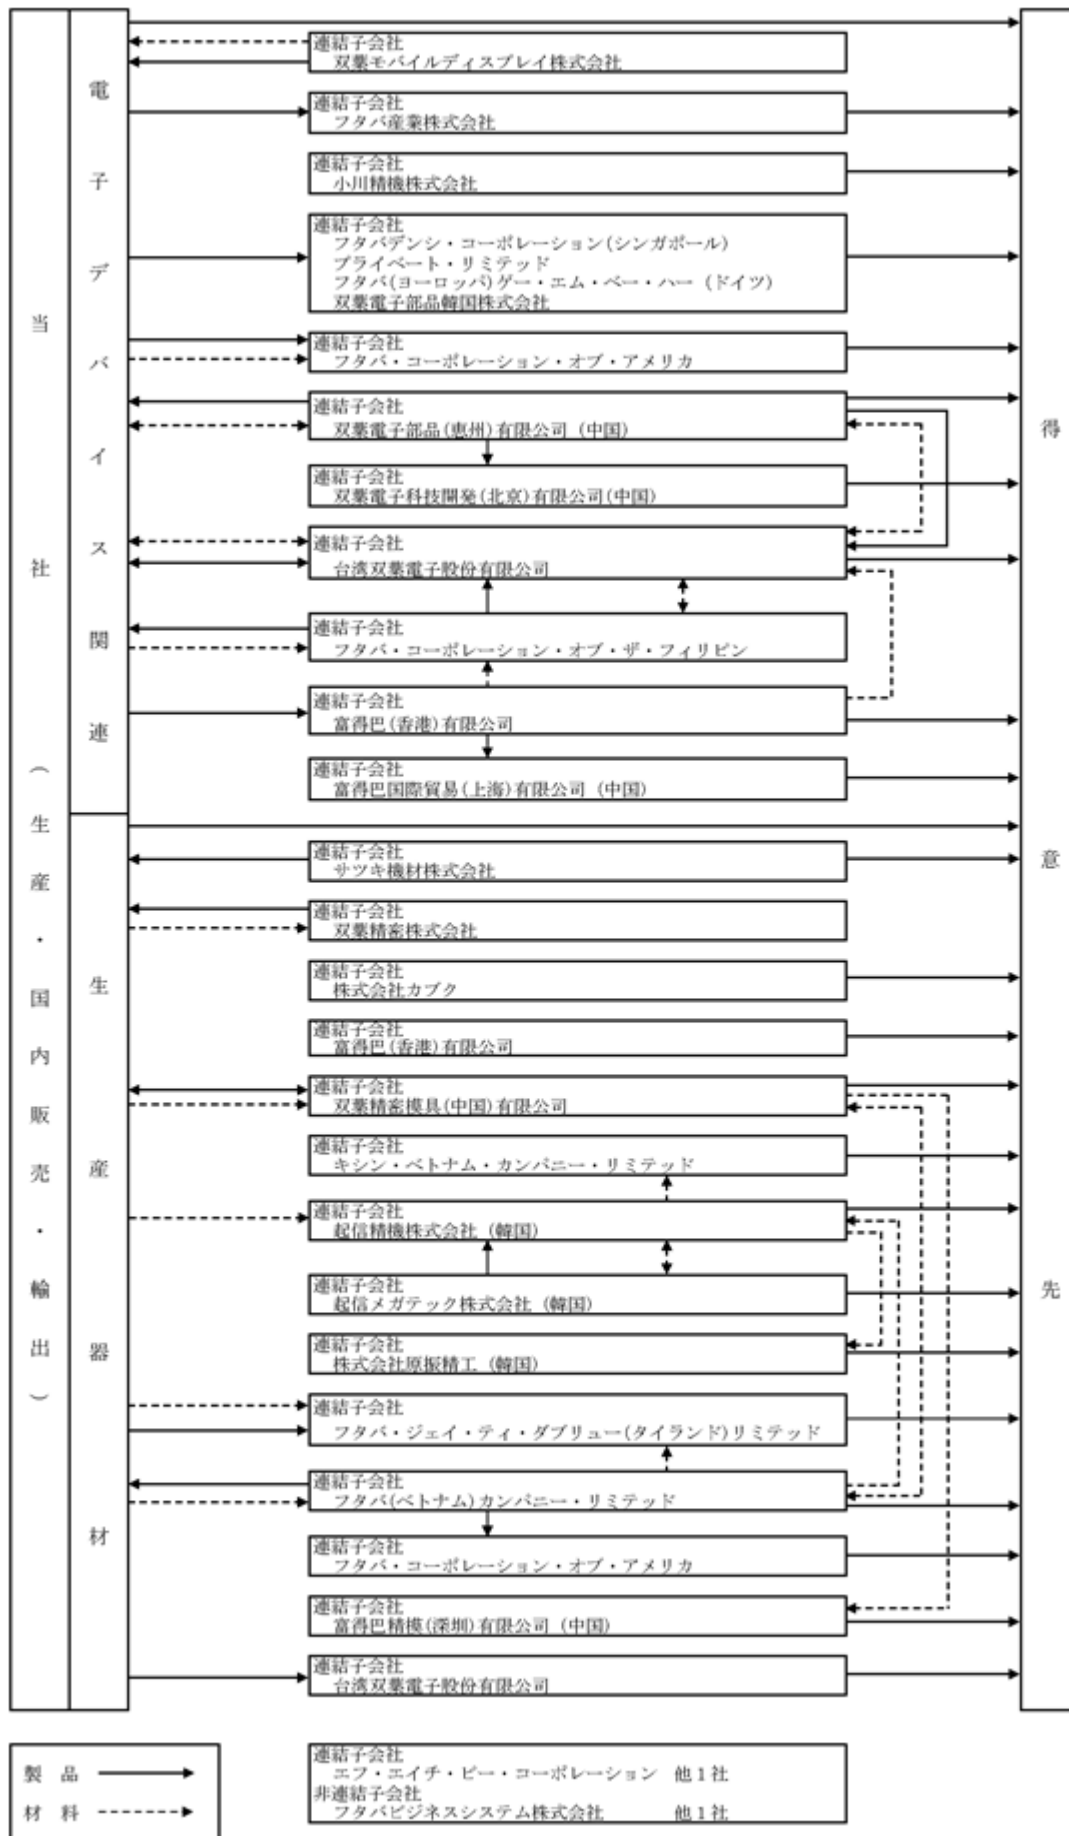 当社（生産・国内販売・輸出）
電子デバイス関連
連結子会社
双葉モバイルディスプレイ株式会社
連結子会社
フタバ産業株式会社
連結子会社
小川精機株式会社
連結子会社
フタバデンシ・コーポレーション(シンガポール)
プライベート・リミテッド
フタバ(ヨーロッパ)ゲー・エム・ベー・ハー (ドイツ)
双葉電子部品韓国株式会社
連結子会社
フタバ・コーポレーション・オブ・アメリカ
連結子会社
双葉電子部品(恵州)有限公司 (中国)
連結子会社
双葉電子科技開発(北京)有限公司(中国)
連結子会社
台湾双葉電子股份有限公司
連結子会社
フタバ・コーポレーション・オブ・ザ・フィリピン
連結子会社
富得巴(香港)有限公司
連結子会社
富得巴国際貿易(上海)有限公司 (中国)
生産器材
連結子会社
サツキ機材株式会社
連結子会社
双葉精密株式会社
連結子会社
株式会社カブク
連結子会社
富得巴(香港)有限公司
連結子会社
双葉精密模具(中国)有限公司
連結子会社
キシン・ベトナム・カンパニー・リミテッド
連結子会社
起信精機株式会社 (韓国)
連結子会社
起信メガテック株式会社 (韓国)
連結子会社
株式会社原振精工 (韓国)
連結子会社
フタバ・ジェイ・ティ・ダブリュー(タイランド)リミテッド
連結子会社
フタバ(ベトナム)カンパニー・リミテッド
連結子会社
フタバ・コーポレーション・オブ・アメリカ
連結子会社
富得巴精模(深圳)有限公司 (中国)
連結子会社
台湾双葉電子股份有限公司
得意先
製品
材料
連結子会社
エフ・エイチ・ピー・コーポレーション 他１社
非連結子会社
フタバビジネスシステム株式会社 他１社